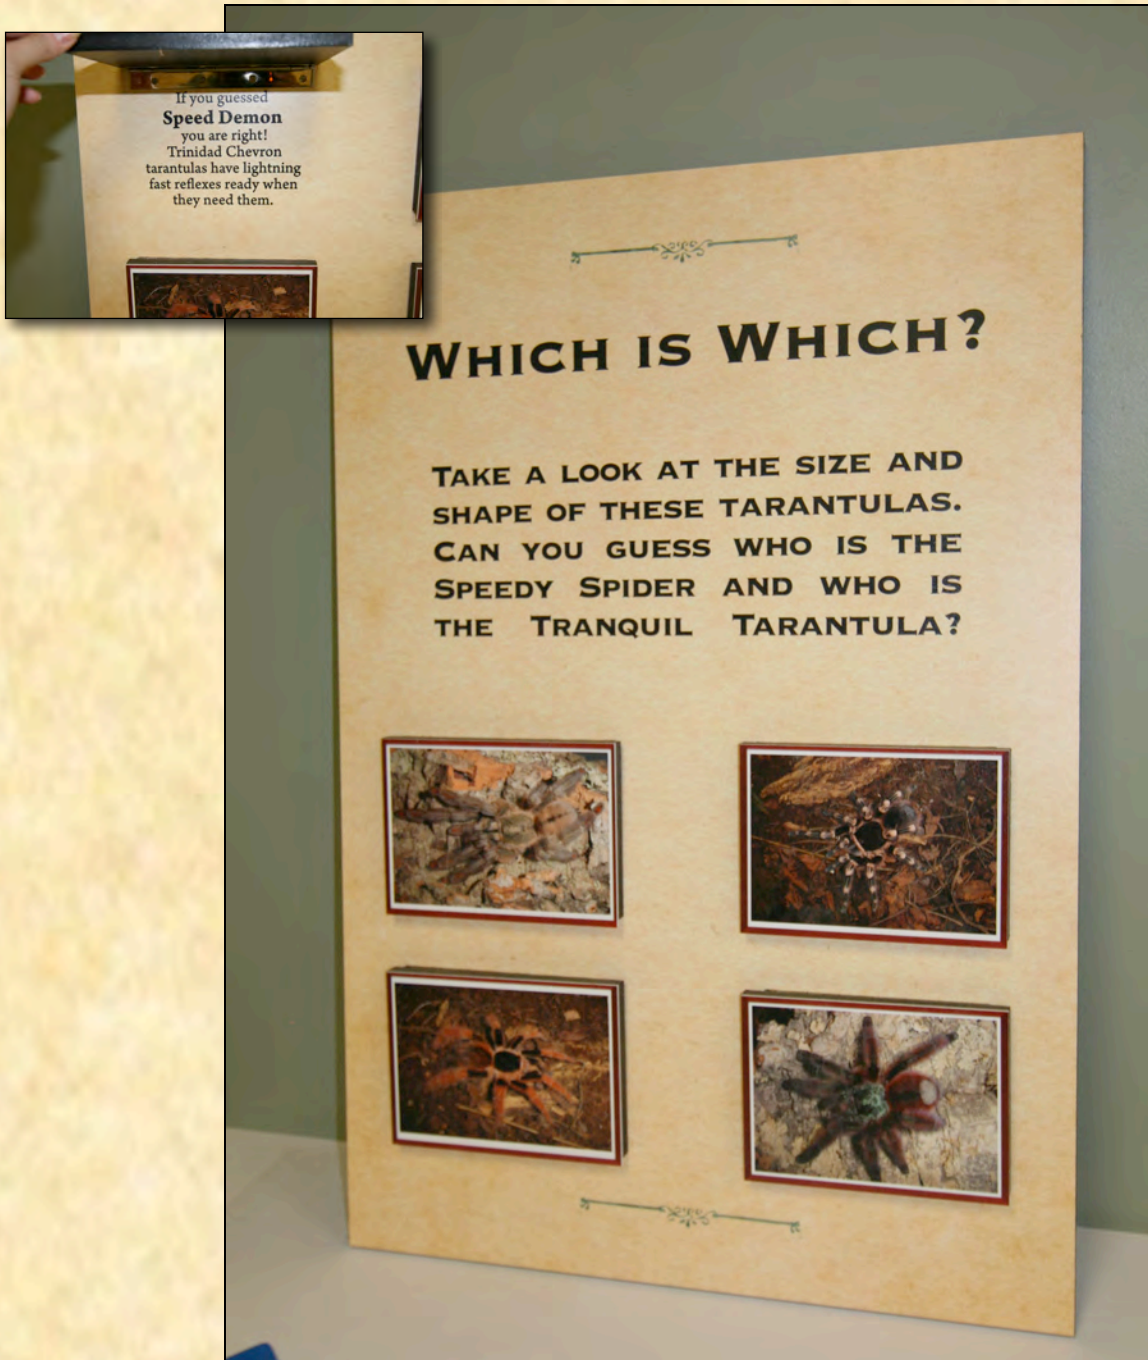 If you guessed
Speed Demon
you are right!
Trinidad Chevron
tarantulas have lightning
fast reflexes ready when
they need them.
WHICH IS WHICH?
TAKE A LOOK AT THE SIZE AND
SHAPE OF THESE TARANTULAS.
CAN YOU GUESS WHO IS THE
SPEEDY SPIDER AND WHO IS
THE TRANQUIL TARANTULA?